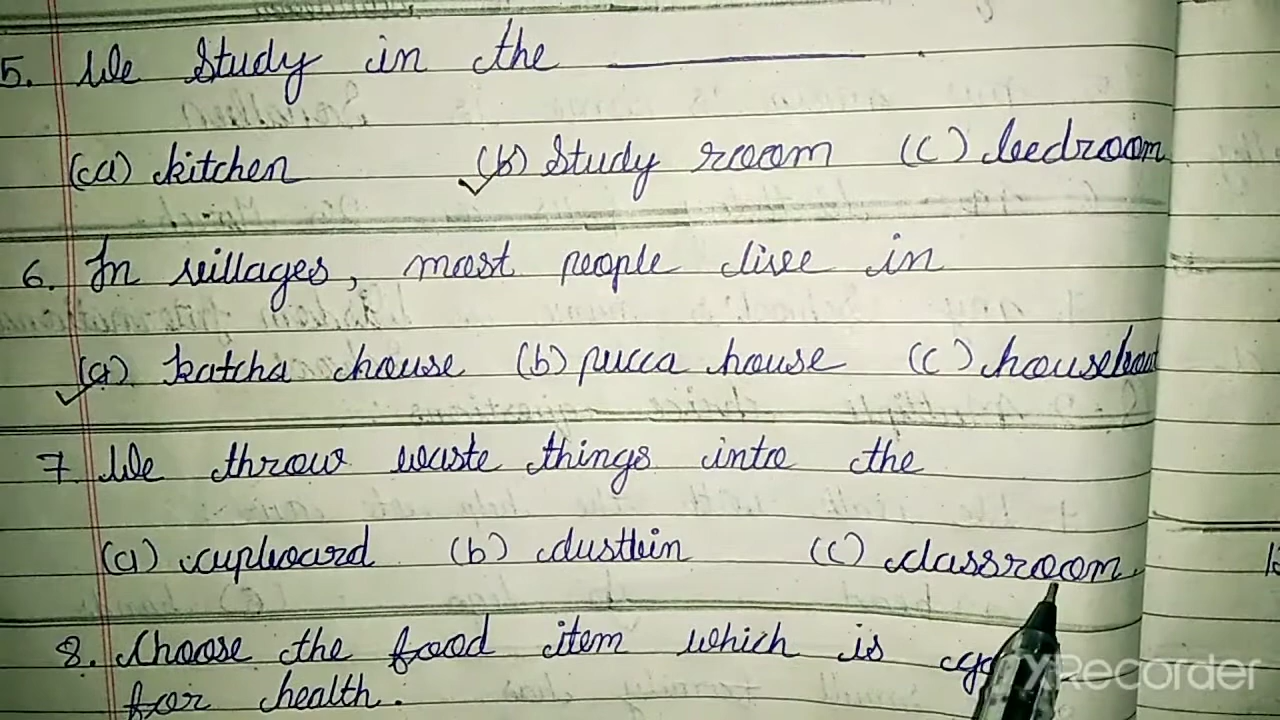 5. We study in the ________.
(a) kitchen (b) study room (c) bedroom
6. In villages, most people live in
(a) katcha house (b) pucca house (c) houseboat
7. We throw waste things into the
(a) cupboard (b) dustbin (c) classroom.
8. Choose the food item which is
for health.
XRecorder